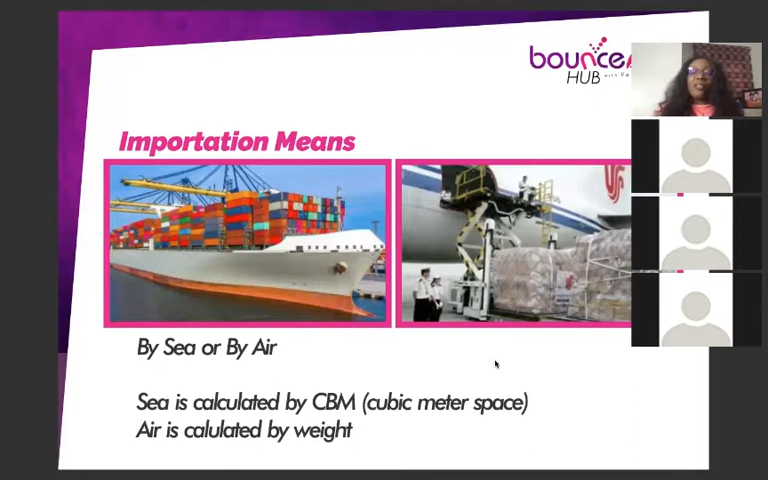 bounce
HUB
Importation Means
By Sea or By Air
Sea is calculated by CBM (cubic meter space)
Air is calulated by weight